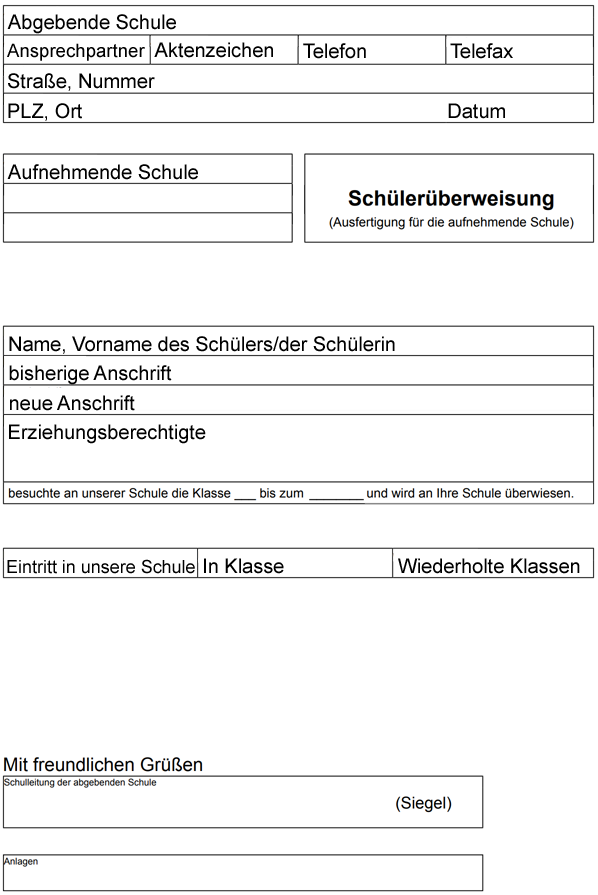 Abgebende Schule
Ansprechpartner Aktenzeichen Telefon Telefax
Straße, Nummer
PLZ, Ort Datum
Aufnehmende Schule
Schülerüberweisung
(Ausfertigung für die aufnehmende Schule)
Name, Vorname des Schülers/der Schülerin
bisherige Anschrift
neue Anschrift
Erziehungsberechtigte
besuchte an unserer Schule die Klasse ___ bis zum ________ und wird an Ihre Schule überwiesen.
Eintritt in unsere Schule In Klasse Wiederholte Klassen
Mit freundlichen Grüßen
Schulleitung der abgebenden Schule
(Siegel)
Anlagen